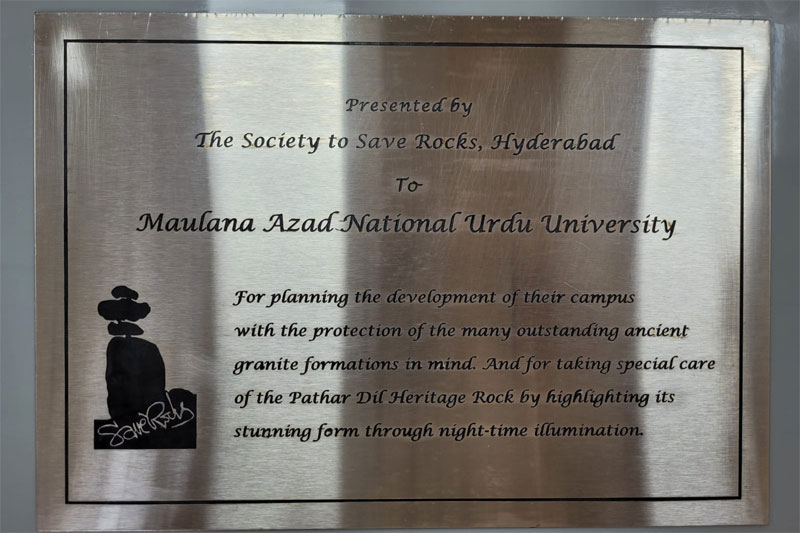 Presented by
The Society to Save Rocks, Hyderabad
To
Maulana Azad National Urdu University
For planning the development of their campus
with the protection of the many outstanding ancient
granite formations in mind. And for taking special care
of the Pathar Dil Heritage Rock by highlighting its
stunning form through night-time illumination.
Save Rocks